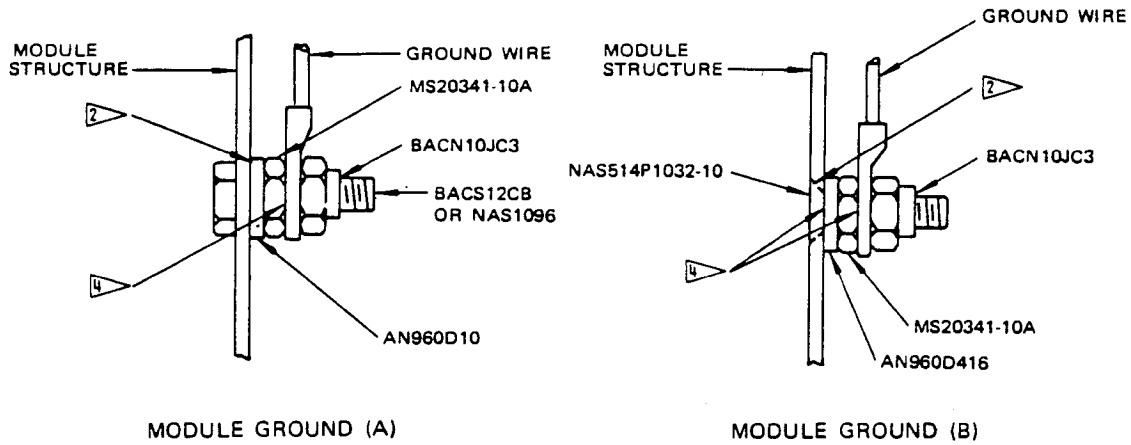 MODULE
STRUCTURE
GROUND WIRE
MS20341-10A
2
BACN10JC3
BACS12CB
OR NAS1096
4
AN960D10
MODULE GROUND (A)
GROUND WIRE
MODULE
STRUCTURE
2
NAS514P1032-10
BACN10JC3
4
MS20341-10A
AN960D416
MODULE GROUND (B)